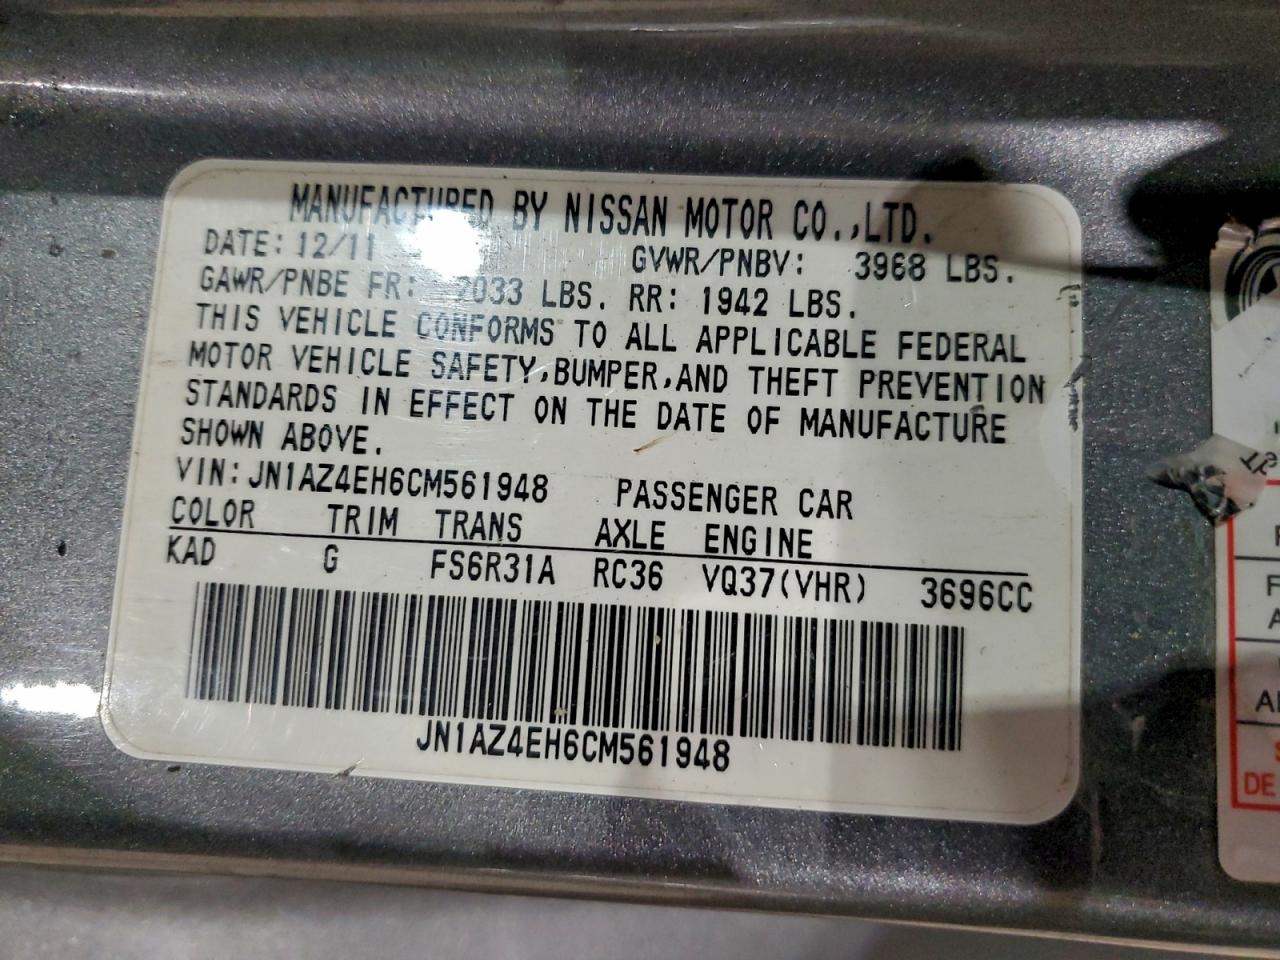 MANUFACTURED BY NISSAN MOTOR CO.,LTD.
DATE: 12/11 GVWR/PNBV: 3968 LBS.
GAWR/PNBE FR: 2033 LBS. RR: 1942 LBS.
THIS VEHICLE CONFORMS TO ALL APPLICABLE FEDERAL
MOTOR VEHICLE SAFETY,BUMPER,AND THEFT PREVENTION
STANDARDS IN EFFECT ON THE DATE OF MANUFACTURE
SHOWN ABOVE.
VIN: JN1AZ4EH6CM561948 PASSENGER CAR
COLOR TRIM TRANS AXLE ENGINE
KAD G FS6R31A RC36 VQ37(VHR) 3696CC
JN1AZ4EH6CM561948
DE